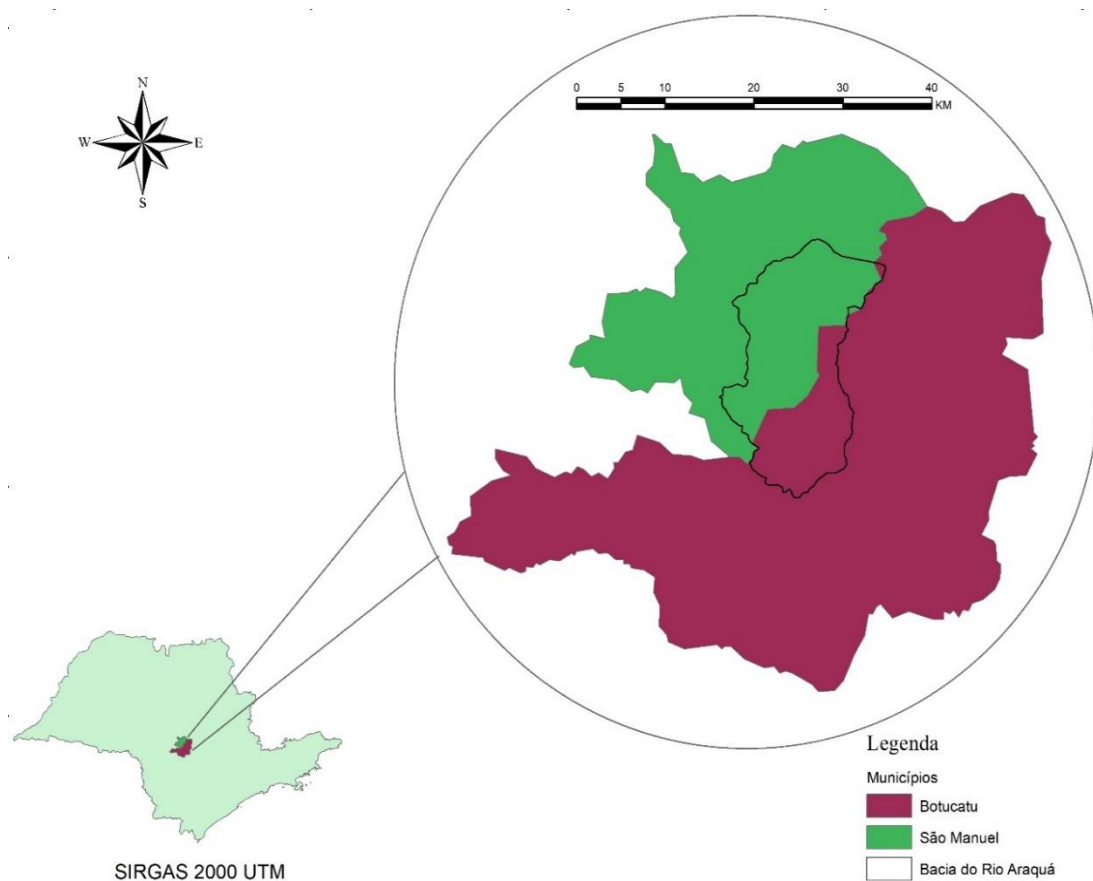 N
W E
S
0 5 10 20 30 40
KM
Legenda
Municípios
Botucatu
São Manuel
Bacia do Rio Araquá
SIRGAS 2000 UTM